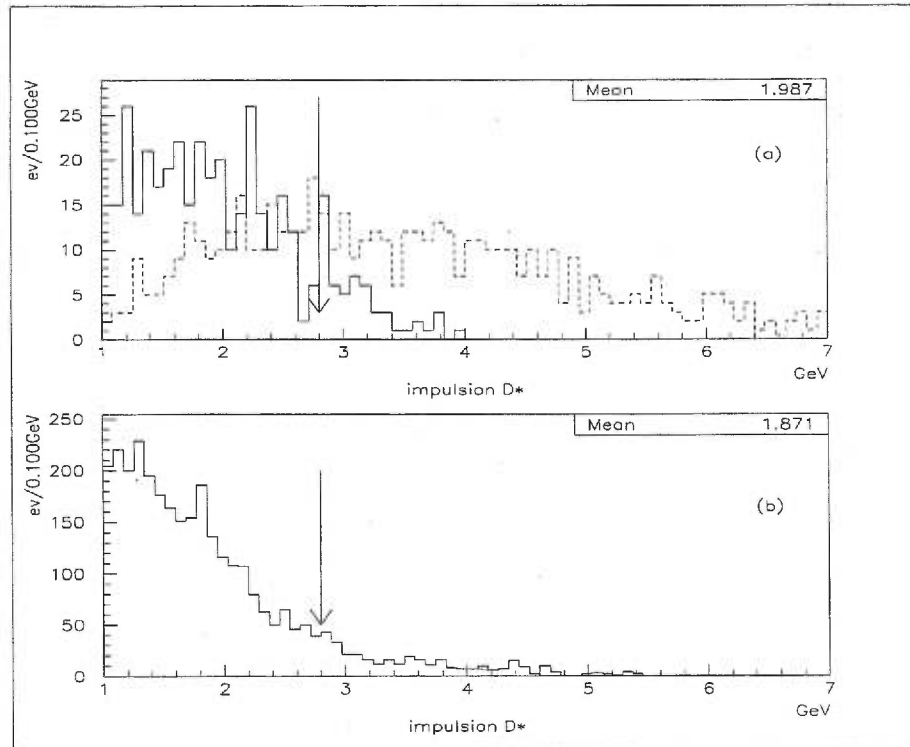 Mean 1.987
(a)
ev/0.100GeV
25
20
15
10
5
0
1 2 3 4 5 6 7
GeV
impulsion D*
Mean 1.871
(b)
ev/0.100GeV
250
200
150
100
50
0
1 2 3 4 5 6 7
GeV
impulsion D*